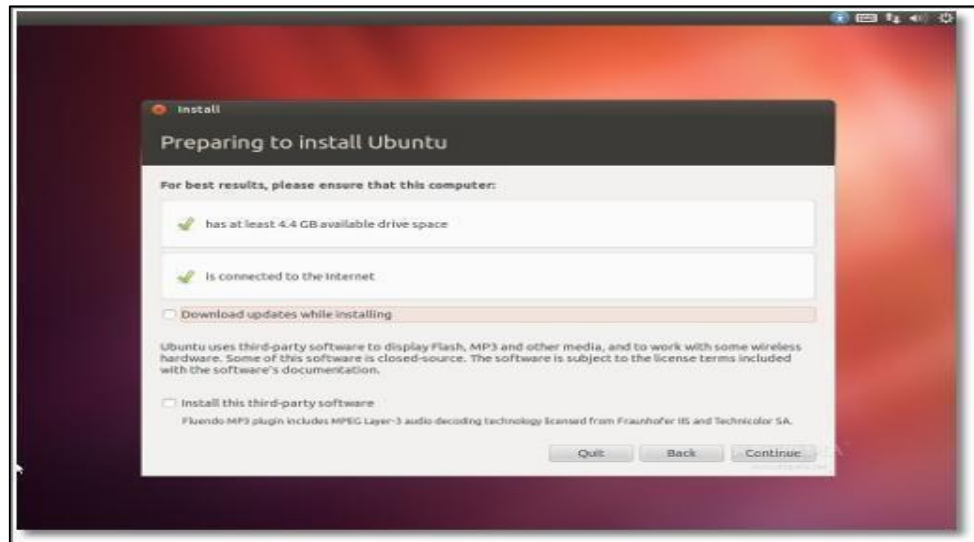 Install
Preparing to install Ubuntu
For best results, please ensure that this computer:
has at least 4.4 GB available drive space
is connected to the Internet
Download updates while installing
Ubuntu uses third-party software to display Flash, MP3 and other media, and to work with some wireless
hardware. Some of this software is closed-source. The software is subject to the license terms included
with the software's documentation.
Install this third-party software
Fluendo MP3 plugin includes MPEG Layer-3 audio decoding technology licensed from Fraunhofer IIS and Technicolor SA.
Quit Back Continue